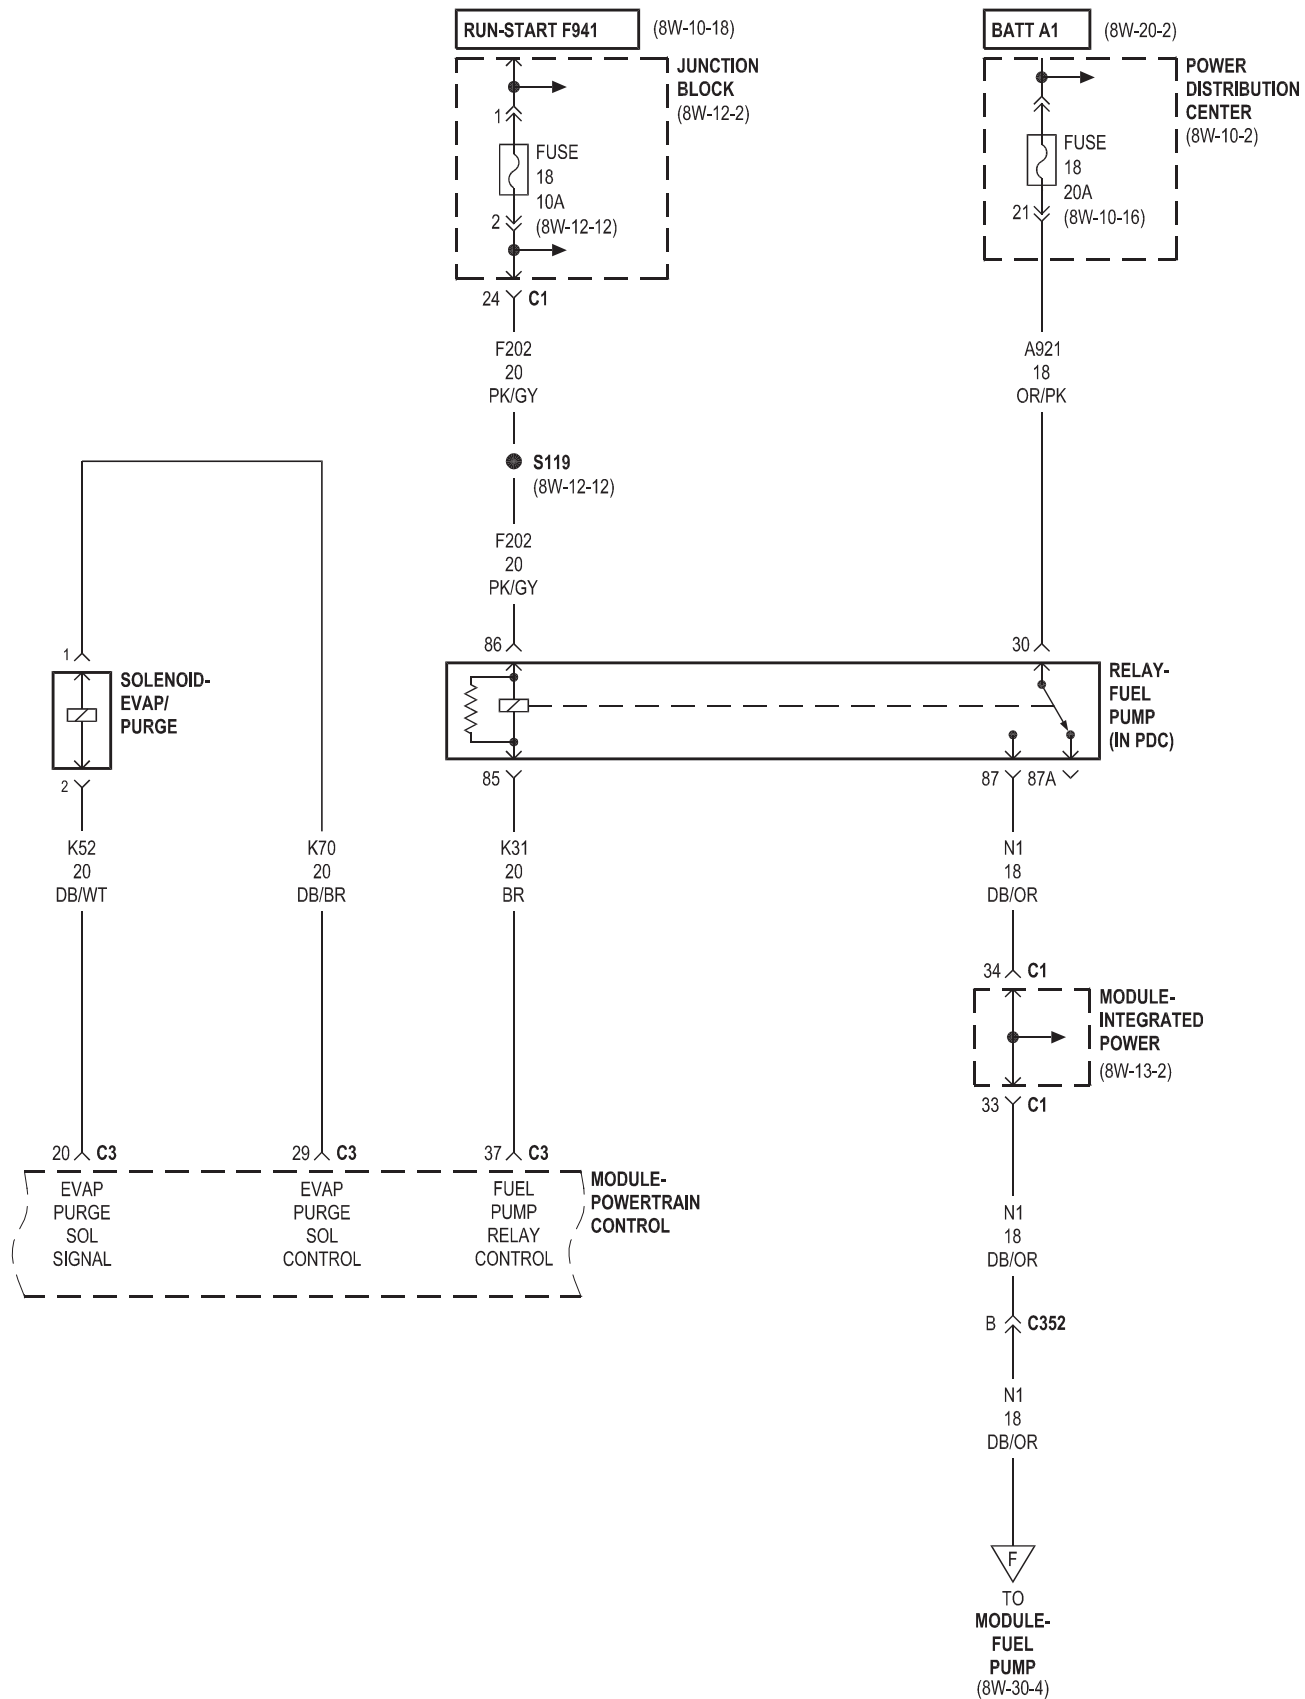 RUN-START F941
(8W-10-18)
BATT A1
(8W-20-2)
JUNCTION
BLOCK
(8W-12-2)
1
FUSE
18
10A
(8W-12-12)
2
24
C1
POWER
DISTRIBUTION
CENTER
(8W-10-2)
FUSE
18
20A
(8W-10-16)
21
F202
20
PK/GY
A921
18
OR/PK
S119
(8W-12-12)
F202
20
PK/GY
86
30
1
SOLENOID-
EVAP/
PURGE
2
RELAY-
FUEL
PUMP
(IN PDC)
85
87
87A
K52
20
DB/WT
K70
20
DB/BR
K31
20
BR
N1
18
DB/OR
34
C1
MODULE-
INTEGRATED
POWER
(8W-13-2)
33
C1
20
C3
29
C3
37
C3
EVAP
PURGE
SOL
SIGNAL
EVAP
PURGE
SOL
CONTROL
FUEL
PUMP
RELAY
CONTROL
MODULE-
POWERTRAIN
CONTROL
N1
18
DB/OR
B
C352
N1
18
DB/OR
F
TO
MODULE-
FUEL
PUMP
(8W-30-4)